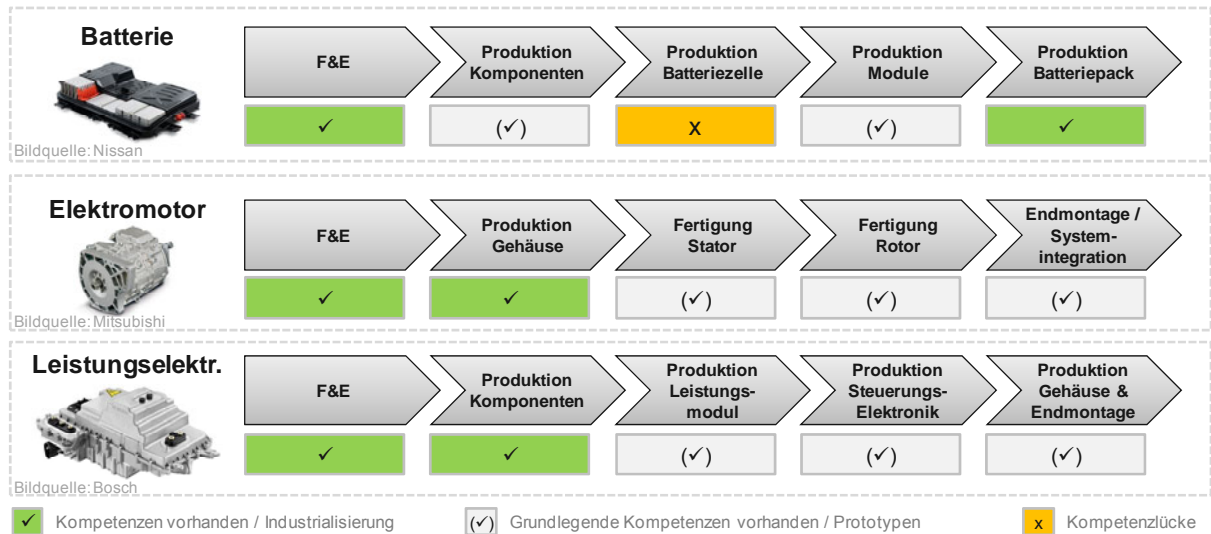 Batterie
F&E
Produktion
Komponenten
Produktion
Batteriezelle
Produktion
Module
Produktion
Batteriepack
✓
(✓)
x
(✓)
✓
Bildquelle: Nissan
Elektromotor
F&E
Produktion
Gehäuse
Fertigung
Stator
Fertigung
Rotor
Endmontage /
System-
integration
✓
✓
(✓)
(✓)
(✓)
Bildquelle: Mitsubishi
Leistungselektr.
F&E
Produktion
Komponenten
Produktion
Leistungs-
modul
Produktion
Steuerungs-
Elektronik
Produktion
Gehäuse &
Endmontage
✓
✓
(✓)
(✓)
(✓)
Bildquelle: Bosch
✓ Kompetenzen vorhanden / Industrialisierung
(✓) Grundlegende Kompetenzen vorhanden / Prototypen
x Kompetenzlücke